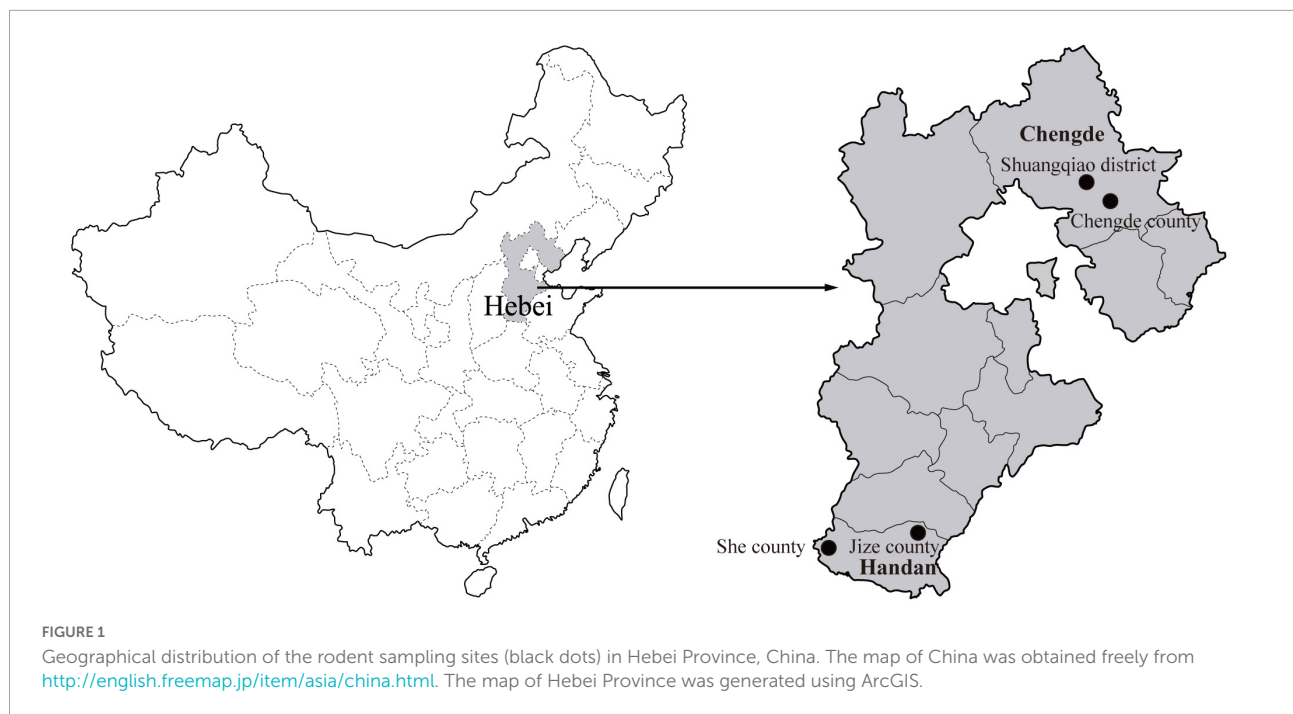 Hebei
Chengde
Shuangqiao district
Chengde county
She county
Jize county
Handan
FIGURE 1
Geographical distribution of the rodent sampling sites (black dots) in Hebei Province, China. The map of China was obtained freely from
http://english.freemap.jp/item/asia/china.html. The map of Hebei Province was generated using ArcGIS.